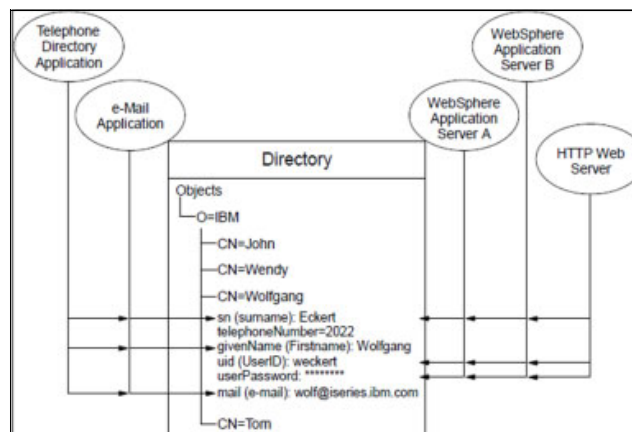 Telephone
Directory
Application
e-Mail
Application
WebSphere
Application
Server A
WebSphere
Application
Server B
HTTP Web
Server
Directory
Objects
O=IBM
CN=John
CN=Wendy
CN=Wolfgang
sn (surname): Eckert
telephoneNumber=2022
givenName (Firstname): Wolfgang
uid (UserID): weckert
userPassword: ********
mail (e-mail): wolf@iseries.ibm.com
CN=Tom